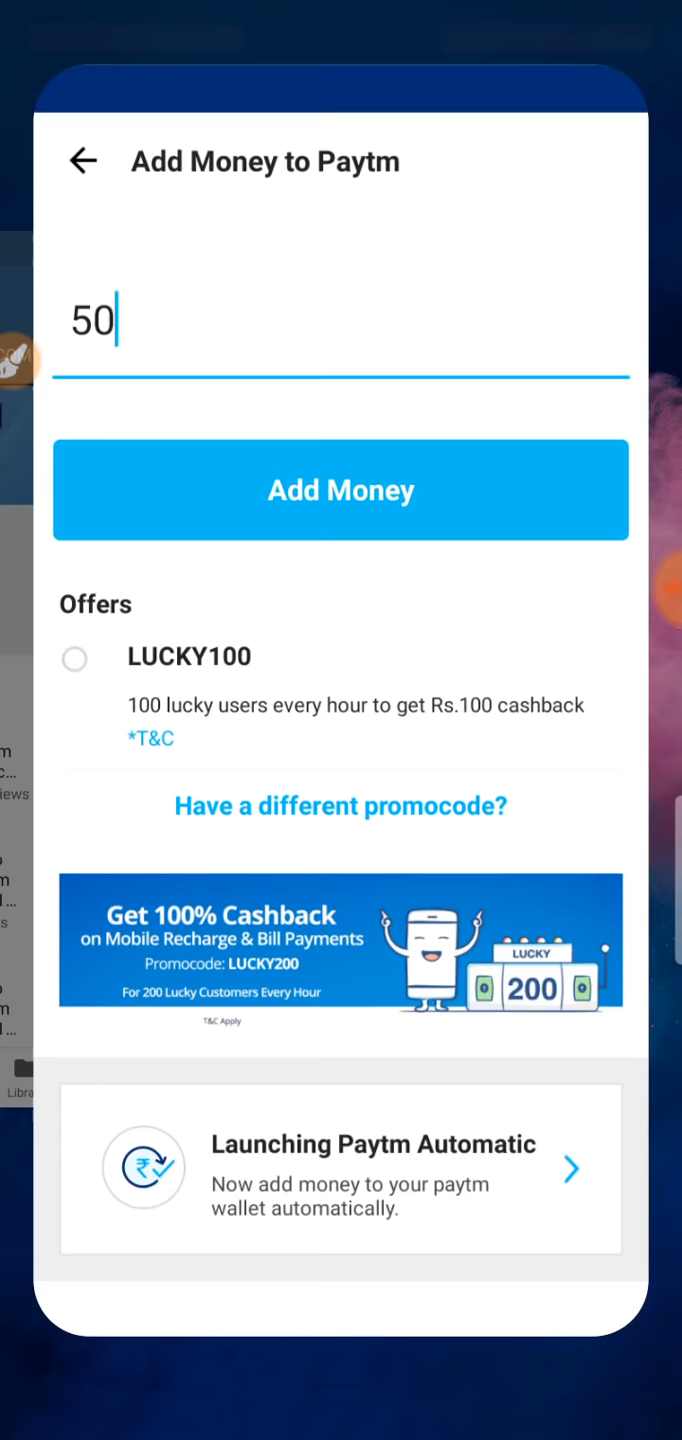 Add Money to Paytm
50
Add Money
Offers
LUCKY100
100 lucky users every hour to get Rs.100 cashback
*T&C
Have a different promocode?
Get 100% Cashback
on Mobile Recharge & Bill Payments
Promocode: LUCKY200
For 200 Lucky Customers Every Hour
T&C Apply
LUCKY
200
Launching Paytm Automatic
Now add money to your paytm
wallet automatically.
m
c...
iews
m
l...
s
m
l...
Libra